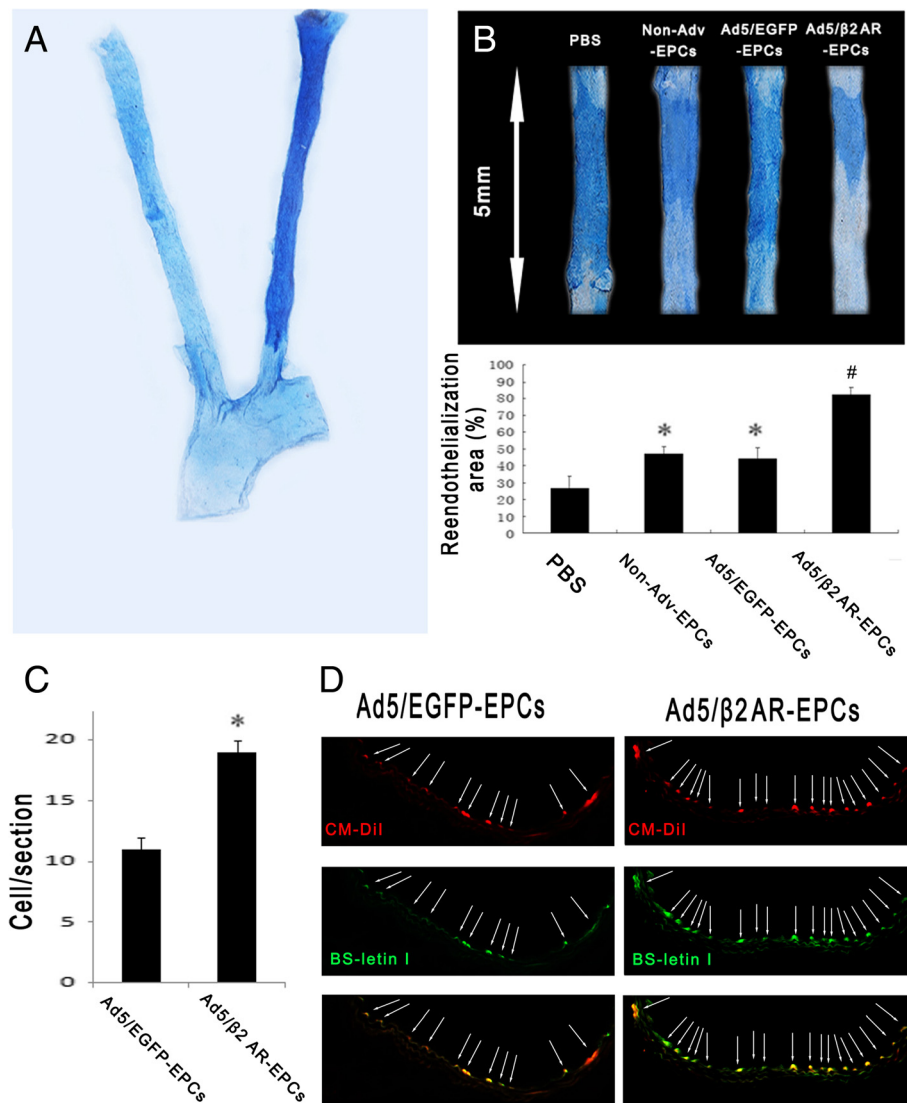 A
B
PBS
Non-Adv
-EPCs
Ad5/EGFP
-EPCs
Ad5/β2AR
-EPCs
5mm
Reendothelialization
area (%)
100
90
80
70
60
50
40
30
20
10
0
*
*
#
PBS
Non-Adv-EPCs
Ad5/EGFP-EPCs
Ad5/β2AR-EPCs
C
Cell/section
20
15
10
5
0
*
Ad5/EGFP-EPCs
Ad5/β2 AR-EPCs
D
Ad5/EGFP-EPCs
Ad5/β2AR-EPCs
CM-DiI
CM-DiI
BS-letin I
BS-letin I